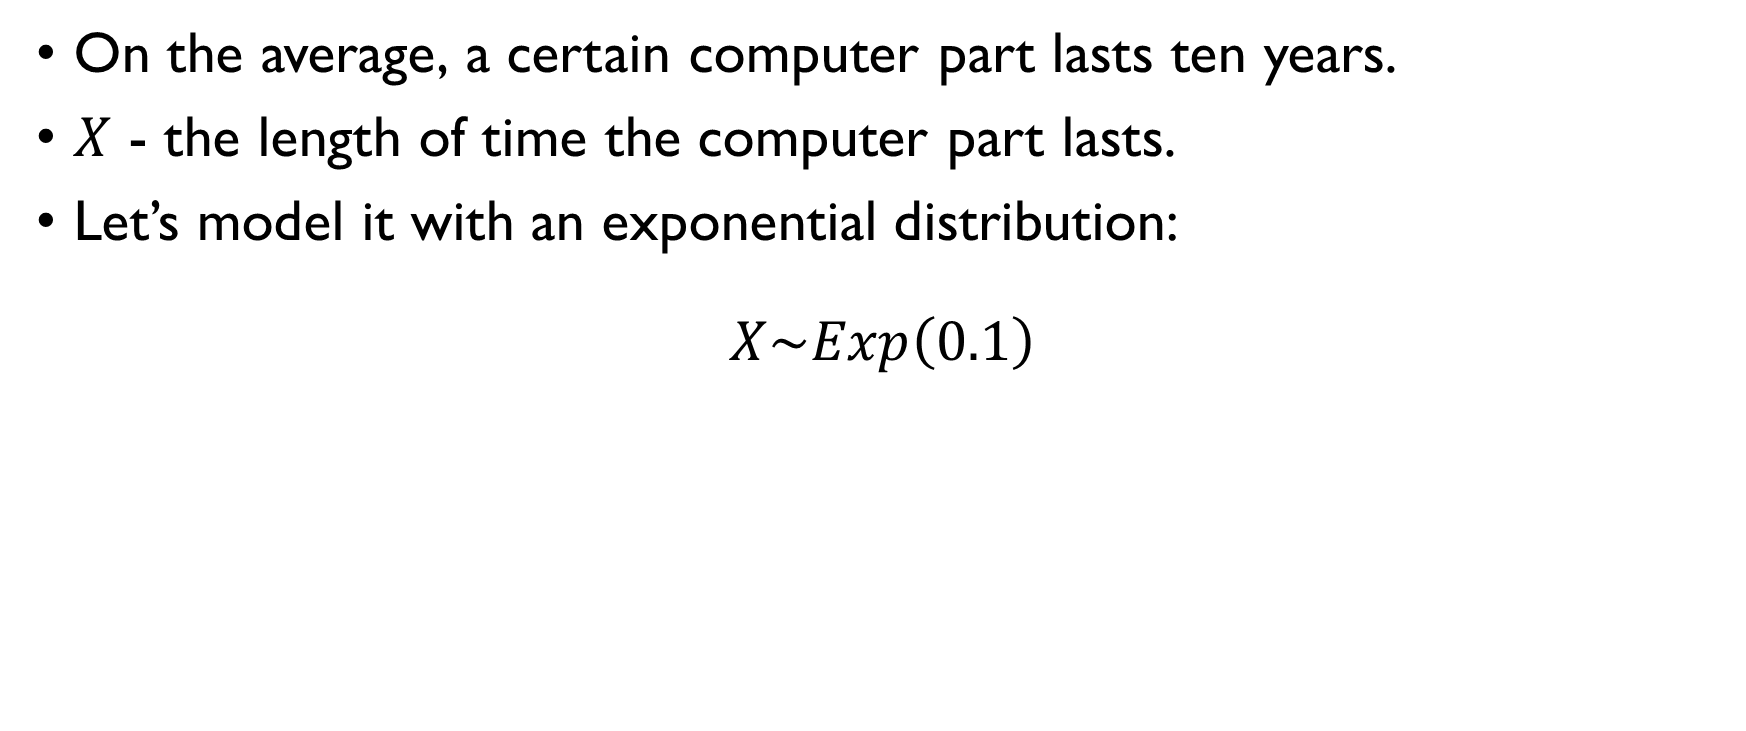 • On the average, a certain computer part lasts ten years.
• X - the length of time the computer part lasts.
• Let’s model it with an exponential distribution:
X~Exp(0.1)